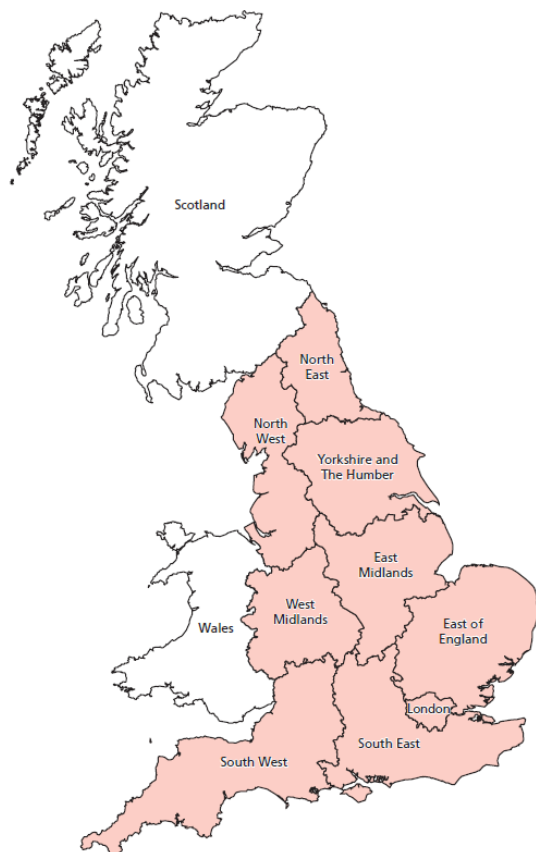 Scotland
North
East
North
West
Yorkshire and
The Humber
East
Midlands
West
Midlands
Wales
East of
England
London
South East
South West